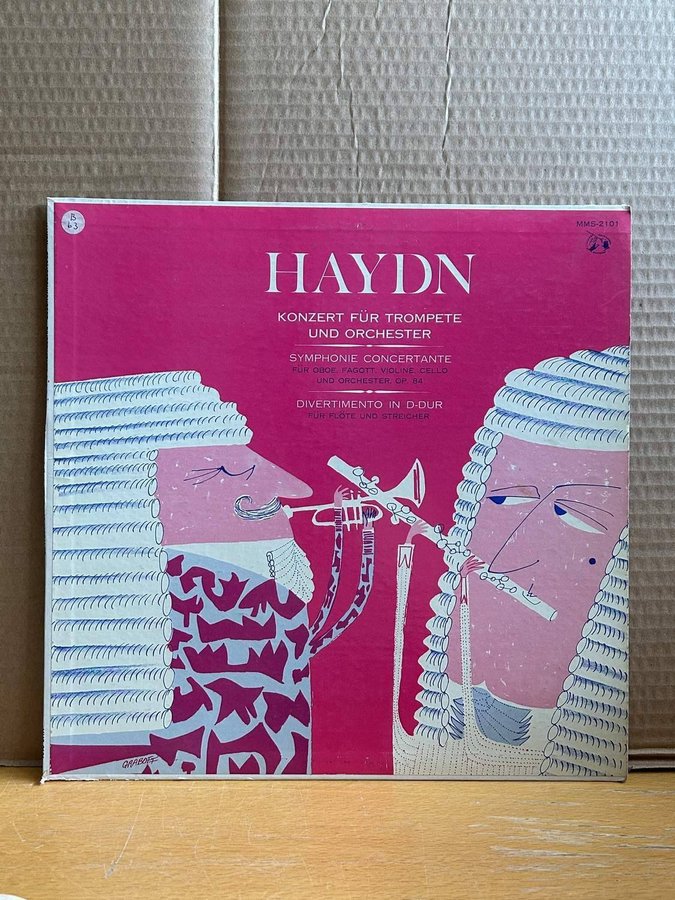 B
63
MMS-2101
HAYDN
KONZERT FÜR TROMPETE
UND ORCHESTER
SYMPHONIE CONCERTANTE
FÜR OBOE, FAGOTT, VIOLINE, CELLO
UND ORCHESTER, OP. 84
DIVERTIMENTO IN D-DUR
FÜR FLÖTE UND STREICHER
GRABOFF